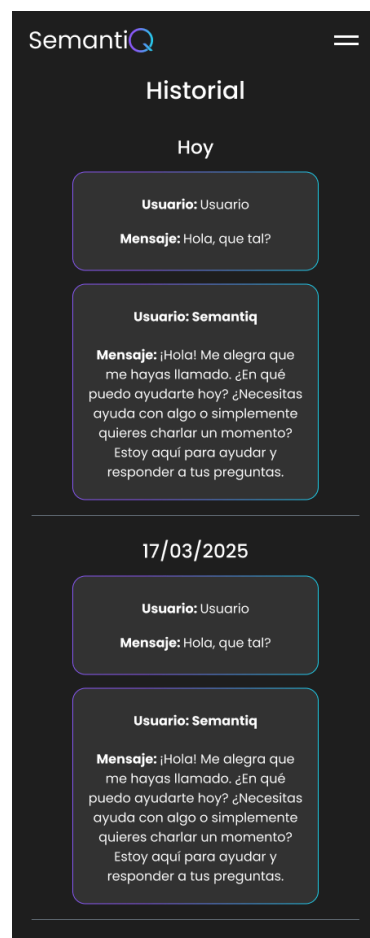 SemantiQ
Historial
Hoy
Usuario: Usuario
Mensaje: Hola, que tal?
Usuario: Semantiq
Mensaje: ¡Hola! Me alegra que
me hayas llamado. ¿En qué
puedo ayudarte hoy? ¿Necesitas
ayuda con algo o simplemente
quieres charlar un momento?
Estoy aquí para ayudar y
responder a tus preguntas.
17/03/2025
Usuario: Usuario
Mensaje: Hola, que tal?
Usuario: Semantiq
Mensaje: ¡Hola! Me alegra que
me hayas llamado. ¿En qué
puedo ayudarte hoy? ¿Necesitas
ayuda con algo o simplemente
quieres charlar un momento?
Estoy aquí para ayudar y
responder a tus preguntas.